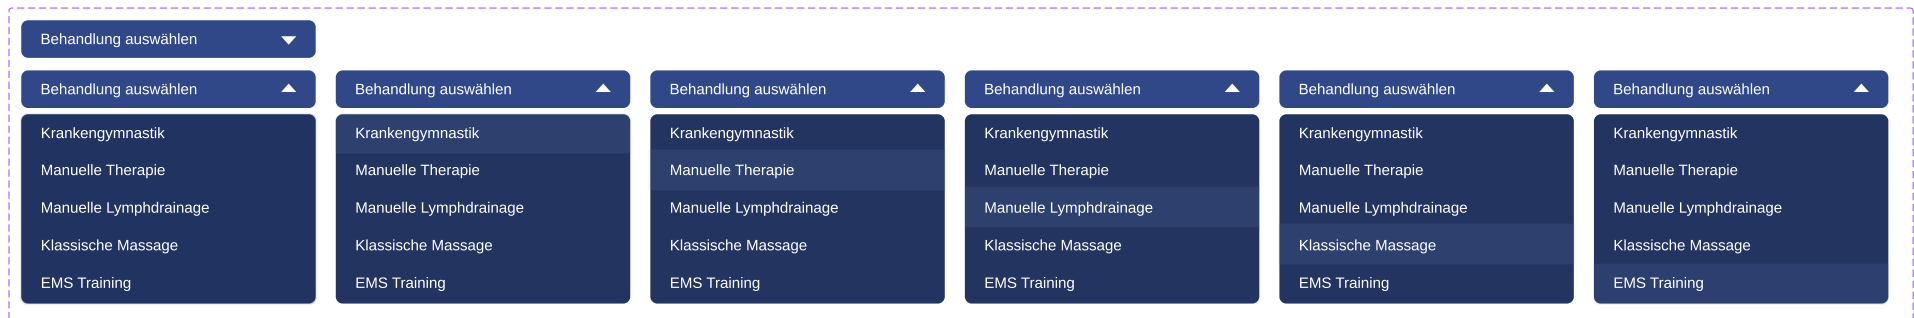 Behandlung auswählen
Behandlung auswählen
Krankengymnastik
Manuelle Therapie
Manuelle Lymphdrainage
Klassische Massage
EMS Training
Behandlung auswählen
Krankengymnastik
Manuelle Therapie
Manuelle Lymphdrainage
Klassische Massage
EMS Training
Behandlung auswählen
Krankengymnastik
Manuelle Therapie
Manuelle Lymphdrainage
Klassische Massage
EMS Training
Behandlung auswählen
Krankengymnastik
Manuelle Therapie
Manuelle Lymphdrainage
Klassische Massage
EMS Training
Behandlung auswählen
Krankengymnastik
Manuelle Therapie
Manuelle Lymphdrainage
Klassische Massage
EMS Training
Behandlung auswählen
Krankengymnastik
Manuelle Therapie
Manuelle Lymphdrainage
Klassische Massage
EMS Training